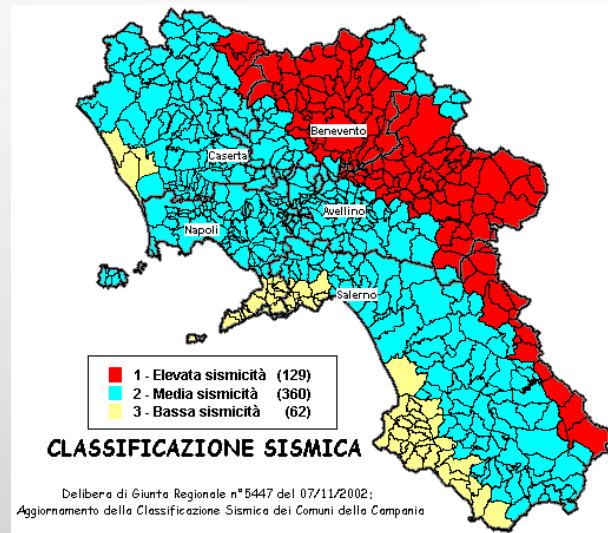 Benevento
Caserta
Avellino
Napoli
Salerno
1 - Elevata sismicità (129)
2 - Media sismicità (360)
3 - Bassa sismicità (62)
CLASSIFICAZIONE SISMICA
Delibera di Giunta Regionale n°5447 del 07/11/2002;
Aggiornamento della Classificazione Sismica dei Comuni della Campania